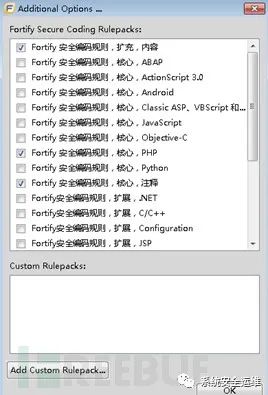 Additional Options ...
Fortify Secure Coding Rulepacks:
Fortify 安全编码规则，扩充，内容
Fortify 安全编码规则，核心，ABAP
Fortify 安全编码规则，核心，ActionScript 3.0
Fortify 安全编码规则，核心，Android
Fortify 安全编码规则，核心，Classic ASP、VBScript 和...
Fortify 安全编码规则，核心，JavaScript
Fortify 安全编码规则，核心，Objective-C
Fortify 安全编码规则，核心，PHP
Fortify 安全编码规则，核心，Python
Fortify 安全编码规则，核心，注释
Fortify安全编码规则，扩展，.NET
Fortify安全编码规则，扩展，C/C++
Fortify安全编码规则，扩展，Configuration
Fortify安全编码规则，扩展，JSP
Custom Rulepacks:
Add Custom Rulepack...
REEBUF
系统安全运维
OK